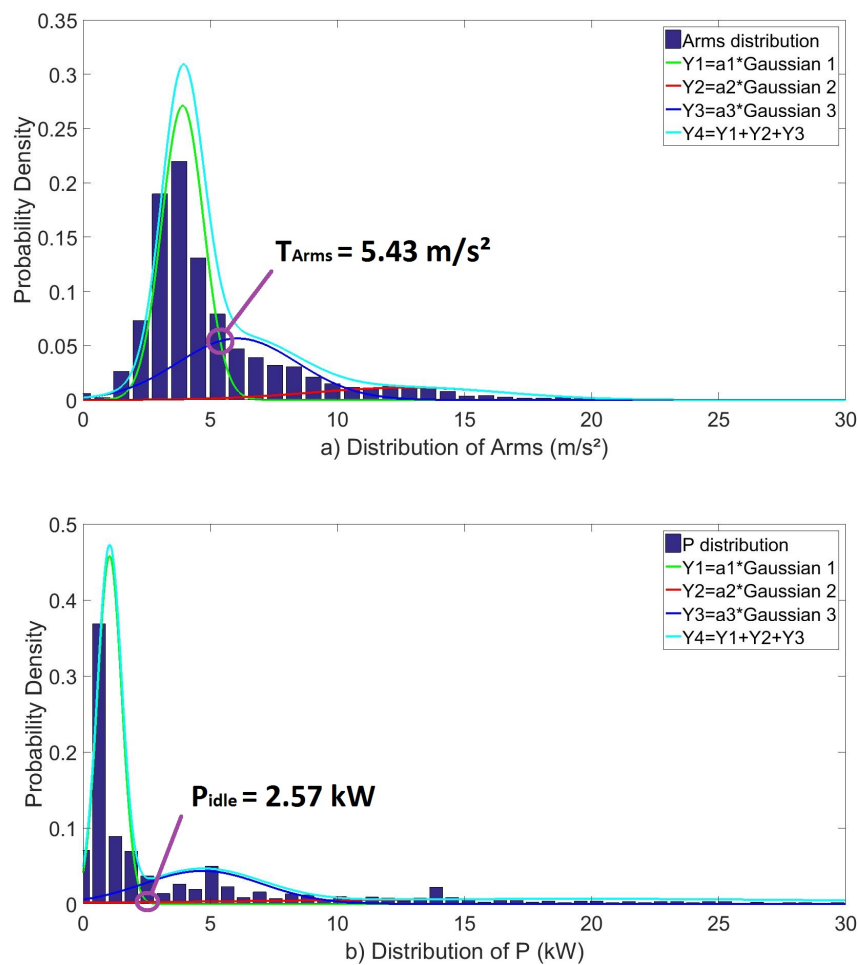 0.35
0.3
0.25
0.2
0.15
0.1
0.05
0
Probability Density
Arms distribution
Y1=a1*Gaussian 1
Y2=a2*Gaussian 2
Y3=a3*Gaussian 3
Y4=Y1+Y2+Y3
TArms = 5.43 m/s²
0 5 10 15 20 25 30
a) Distribution of Arms (m/s²)
0.5
0.4
0.3
0.2
0.1
0
Probability Density
P distribution
Y1=a1*Gaussian 1
Y2=a2*Gaussian 2
Y3=a3*Gaussian 3
Y4=Y1+Y2+Y3
Pidle = 2.57 kW
0 5 10 15 20 25 30
b) Distribution of P (kW)